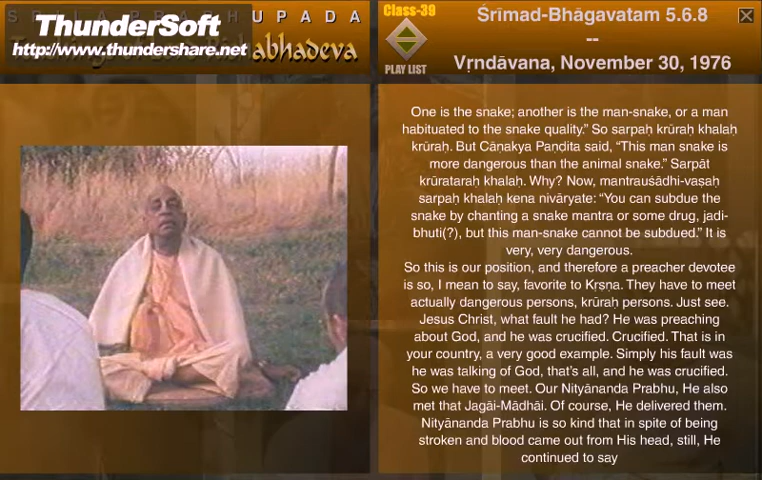 S R I L A P R A B H U P A D A
ThunderSoft
http://www.thundershare.net
abhadeva
Class-39
PLAY LIST
Śrīmad-Bhāgavatam 5.6.8
--
Vṛndāvana, November 30, 1976
One is the snake; another is the man-snake, or a man
habituated to the snake quality.” So sarpaḥ krūraḥ khalaḥ
krūraḥ. But Cāṇakya Paṇḍita said, “This man snake is
more dangerous than the animal snake.” Sarpāt
krūrataraḥ khalaḥ. Why? Now, mantrauśādhi-vaṣaḥ
sarpaḥ khalaḥ kena nivāryate: “You can subdue the
snake by chanting a snake mantra or some drug, jadi-
bhuti(?), but this man-snake cannot be subdued.” It is
very, very dangerous.
So this is our position, and therefore a preacher devotee
is so, I mean to say, favorite to Kṛṣṇa. They have to meet
actually dangerous persons, krūraḥ persons. Just see.
Jesus Christ, what fault he had? He was preaching
about God, and he was crucified. Crucified. That is in
your country, a very good example. Simply his fault was
he was talking of God, that’s all, and he was crucified.
So we have to meet. Our Nityānanda Prabhu, He also
met that Jagāi-Mādhāi. Of course, He delivered them.
Nityānanda Prabhu is so kind that in spite of being
stroken and blood came out from His head, still, He
continued to say